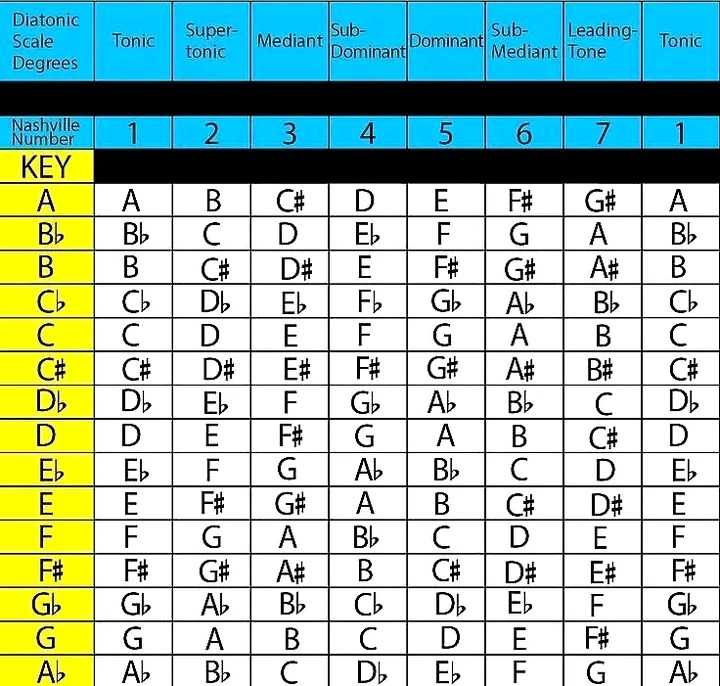 Diatonic Scale Degrees Tonic Super-tonic Mediant Sub-Dominant Dominant Sub-Mediant Leading-Tone Tonic
Nashville Number 1 2 3 4 5 6 7 1
KEY
A A B C# D E F# G# A
B♭ B♭ C D E♭ F G A B♭
B B C# D# E F# G# A# B
C♭ C♭ D♭ E♭ F♭ G♭ A♭ B♭ C♭
C C D E F G A B C
C# C# D# E# F# G# A# B# C#
D♭ D♭ E♭ F G♭ A♭ B♭ C D♭
D D E F# G A B C# D
E♭ E♭ F G A♭ B♭ C D E♭
E E F# G# A B C# D# E
F F G A B♭ C D E F
F# F# G# A# B C# D# E# F#
G♭ G♭ A♭ B♭ C♭ D♭ E♭ F G♭
G G A B C D E F# G
A♭ A♭ B♭ C D♭ E♭ F G A♭